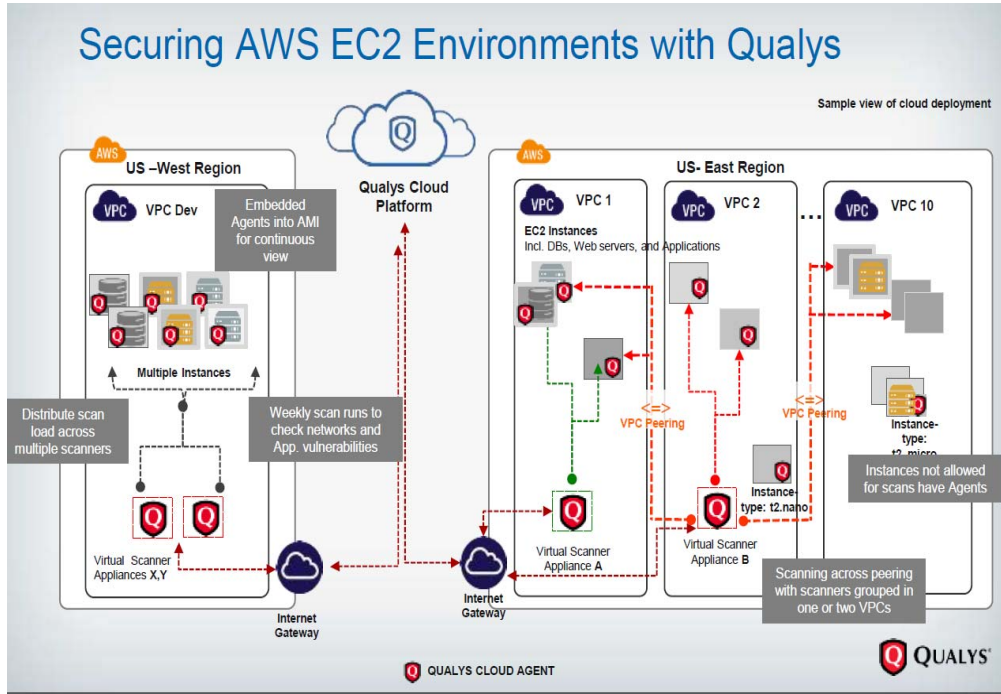 Securing AWS EC2 Environments with Qualys
Sample view of cloud deployment
Q
AWS
US –West Region
VPC
VPC Dev
Embedded
Agents into AMI
for continuous
view
Multiple Instances
Distribute scan
load across
multiple scanners
Q
Q
Virtual Scanner
Appliances X,Y
Internet
Gateway
Qualys Cloud
Platform
Weekly scan runs to
check networks and
App. vulnerabilities
AWS
US- East Region
VPC
VPC 1
EC2 Instances
Incl. DBs, Web servers, and Applications
Q
Virtual Scanner
Appliance A
Internet
Gateway
<=>
VPC Peering
VPC
VPC 2
Instance-
type: t2.nano
Q
Virtual Scanner
Appliance B
...
<=>
VPC Peering
VPC
VPC 10
Instance-
type:
t2.micro
Instances not allowed
for scans have Agents
Scanning across peering
with scanners grouped in
one or two VPCs
Q QUALYS CLOUD AGENT
QUALYS®